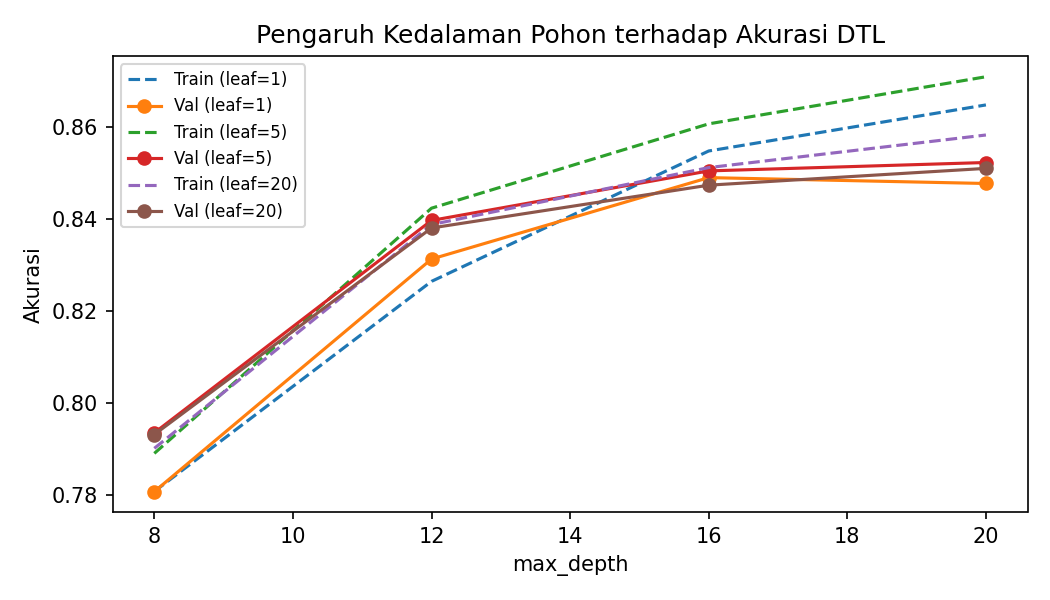 Pengaruh Kedalaman Pohon terhadap Akurasi DTL
Train (leaf=1)
Val (leaf=1)
Train (leaf=5)
Val (leaf=5)
Train (leaf=20)
Val (leaf=20)
Akurasi
0.86
0.84
0.82
0.80
0.78
8 10 12 14 16 18 20
max_depth